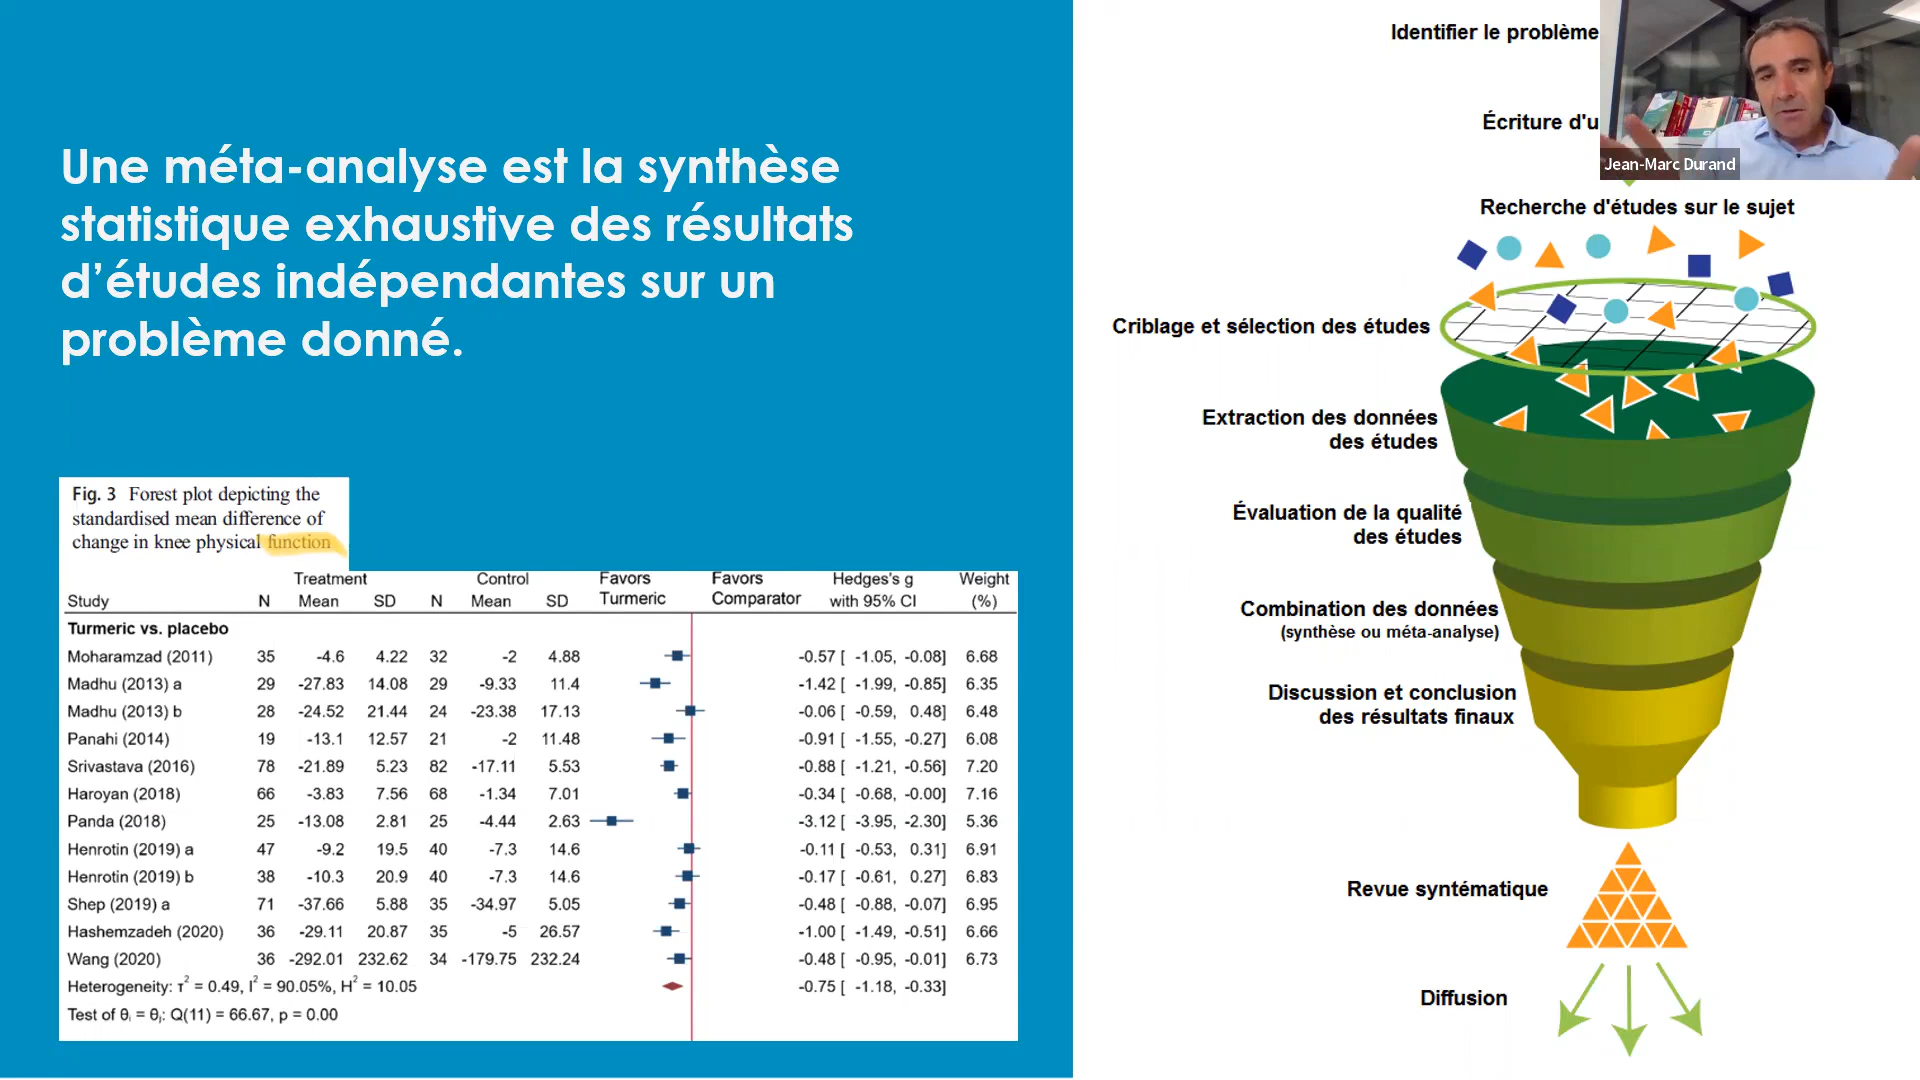 Une méta-analyse est la synthèse
statistique exhaustive des résultats
d’études indépendantes sur un
problème donné.
Fig. 3 Forest plot depicting the
standardised mean difference of
change in knee physical function
Treatment Control Favors Favors Hedges's g Weight
Study N Mean SD N Mean SD Turmeric Comparator with 95% CI (%)
Turmeric vs. placebo
Moharamzad (2011) 35 -4.6 4.22 32 -2 4.88 -0.57 [ -1.05, -0.08] 6.68
Madhu (2013) a 29 -27.83 14.08 29 -9.33 11.4 -1.42 [ -1.99, -0.85] 6.35
Madhu (2013) b 28 -24.52 21.44 24 -23.38 17.13 -0.06 [ -0.59, 0.48] 6.48
Panahi (2014) 19 -13.1 12.57 21 -2 11.48 -0.91 [ -1.55, -0.27] 6.08
Srivastava (2016) 78 -21.89 5.23 82 -17.11 5.53 -0.88 [ -1.21, -0.56] 7.20
Haroyan (2018) 66 -3.83 7.56 68 -1.34 7.01 -0.34 [ -0.68, -0.00] 7.16
Panda (2018) 25 -13.08 2.81 25 -4.44 2.63 -3.12 [ -3.95, -2.30] 5.36
Henrotin (2019) a 47 -9.2 19.5 40 -7.3 14.6 -0.11 [ -0.53, 0.31] 6.91
Henrotin (2019) b 38 -10.3 20.9 40 -7.3 14.6 -0.17 [ -0.61, 0.27] 6.83
Shep (2019) a 71 -37.66 5.88 35 -34.97 5.05 -0.48 [ -0.88, -0.07] 6.95
Hashemzadeh (2020) 36 -29.11 20.87 35 -5 26.57 -1.00 [ -1.49, -0.51] 6.66
Wang (2020) 36 -292.01 232.62 34 -179.75 232.24 -0.48 [ -0.95, -0.01] 6.73
Heterogeneity: τ² = 0.49, I² = 90.05%, H² = 10.05 -0.75 [ -1.18, -0.33]
Test of θᵢ = θⱼ: Q(11) = 66.67, p = 0.00
Identifier le problème
Écriture d'u
Jean-Marc Durand
Recherche d'études sur le sujet
Criblage et sélection des études
Extraction des données
des études
Évaluation de la qualité
des études
Combination des données
(synthèse ou méta-analyse)
Discussion et conclusion
des résultats finaux
Revue syntématique
Diffusion